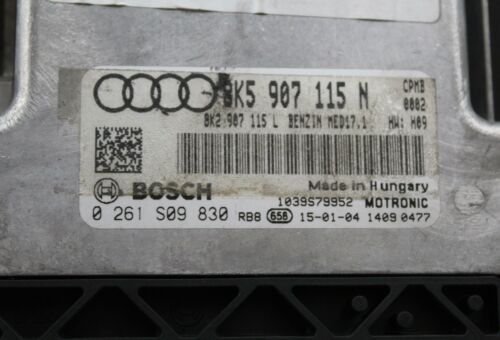 8K5 907 115 N
CPMB
0002
8K2 907 115 L BENZIN MED17.1 HW: H09
BOSCH
Made in Hungary
1039S79952 MOTRONIC
0 261 S09 830 RB8 656 15-01-04 1409 0477